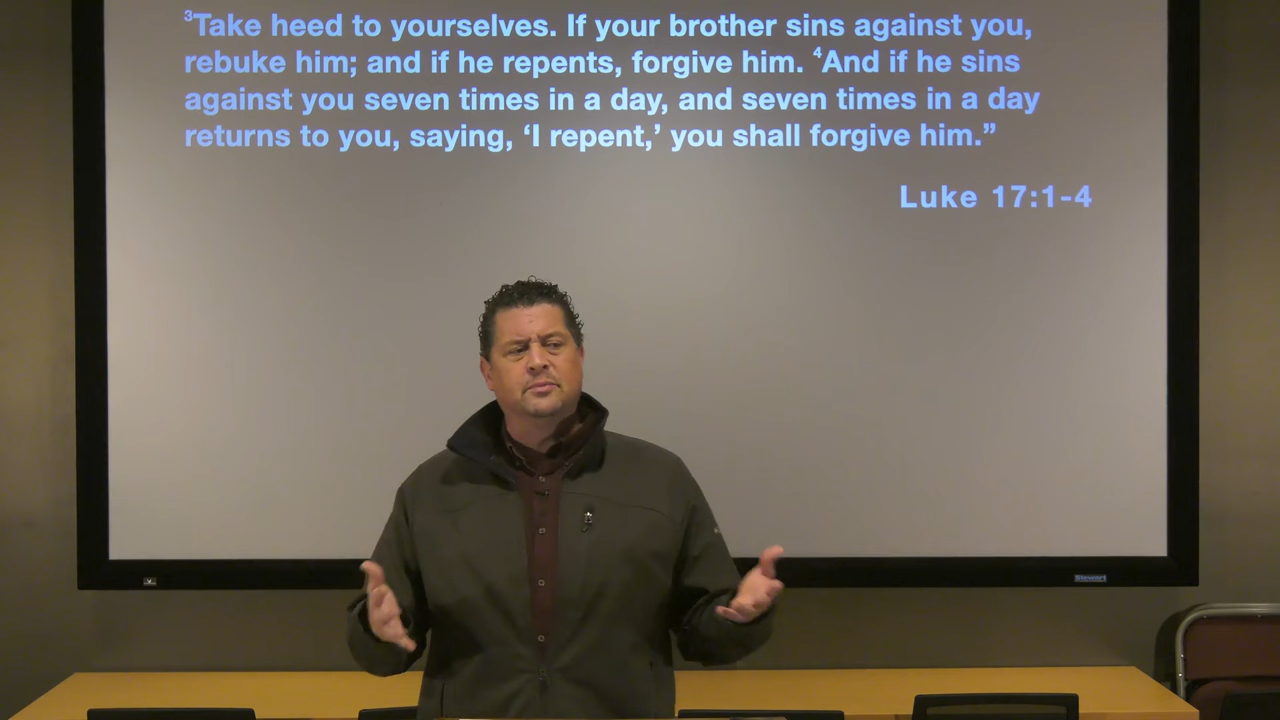 ³Take heed to yourselves. If your brother sins against you,
rebuke him; and if he repents, forgive him. ⁴And if he sins
against you seven times in a day, and seven times in a day
returns to you, saying, ‘I repent,’ you shall forgive him.”
Luke 17:1-4
Stewart